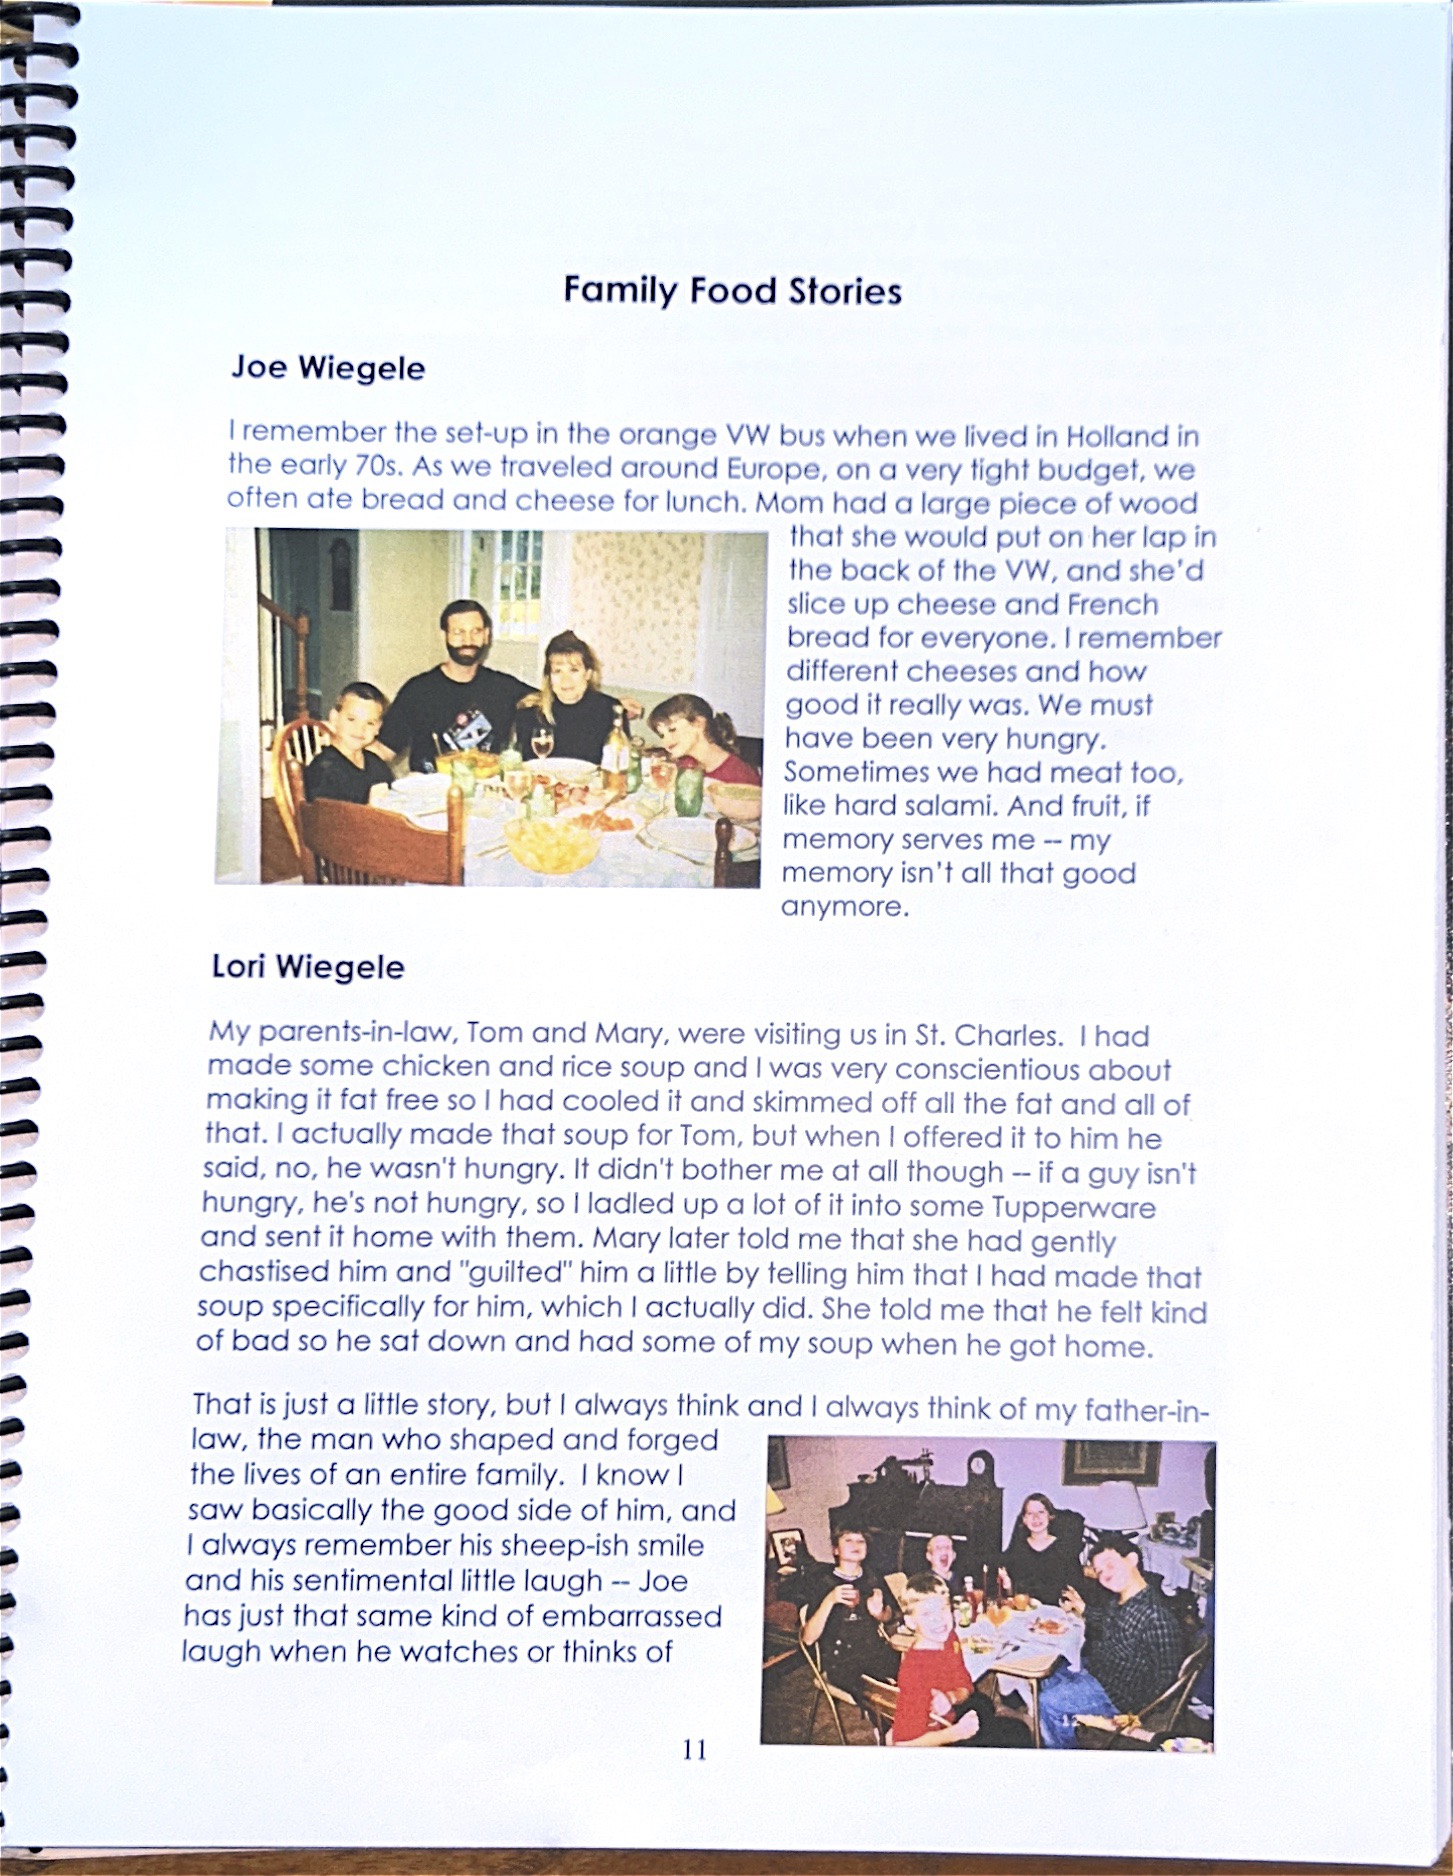 Family Food Stories
Joe Wiegele
I remember the set-up in the orange VW bus when we lived in Holland in
the early 70s. As we traveled around Europe, on a very tight budget, we
often ate bread and cheese for lunch. Mom had a large piece of wood
that she would put on her lap in
the back of the VW, and she'd
slice up cheese and French
bread for everyone. I remember
different cheeses and how
good it really was. We must
have been very hungry.
Sometimes we had meat too,
like hard salami. And fruit, if
memory serves me -- my
memory isn't all that good
anymore.
Lori Wiegele
My parents-in-law, Tom and Mary, were visiting us in St. Charles.  I had
made some chicken and rice soup and I was very conscientious about
making it fat free so I had cooled it and skimmed off all the fat and all of
that. I actually made that soup for Tom, but when I offered it to him he
said, no, he wasn't hungry. It didn't bother me at all though -- if a guy isn't
hungry, he's not hungry, so I ladled up a lot of it into some Tupperware
and sent it home with them. Mary later told me that she had gently
chastised him and "guilted" him a little by telling him that I had made that
soup specifically for him, which I actually did. She told me that he felt kind
of bad so he sat down and had some of my soup when he got home.
That is just a little story, but I always think and I always think of my father-in-
law, the man who shaped and forged
the lives of an entire family.  I know I
saw basically the good side of him, and
I always remember his sheep-ish smile
and his sentimental little laugh -- Joe
has just that same kind of embarrassed
laugh when he watches or thinks of
11